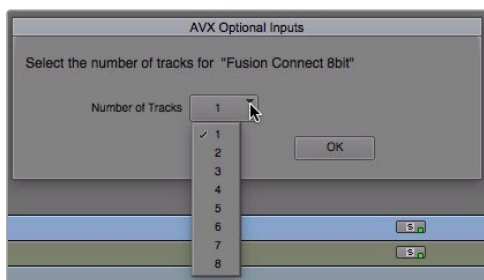 AVX Optional Inputs
Select the number of tracks for "Fusion Connect 8bit"
Number of Tracks 1
✓ 1
2
OK
3
4
5
6
S
7
S
8